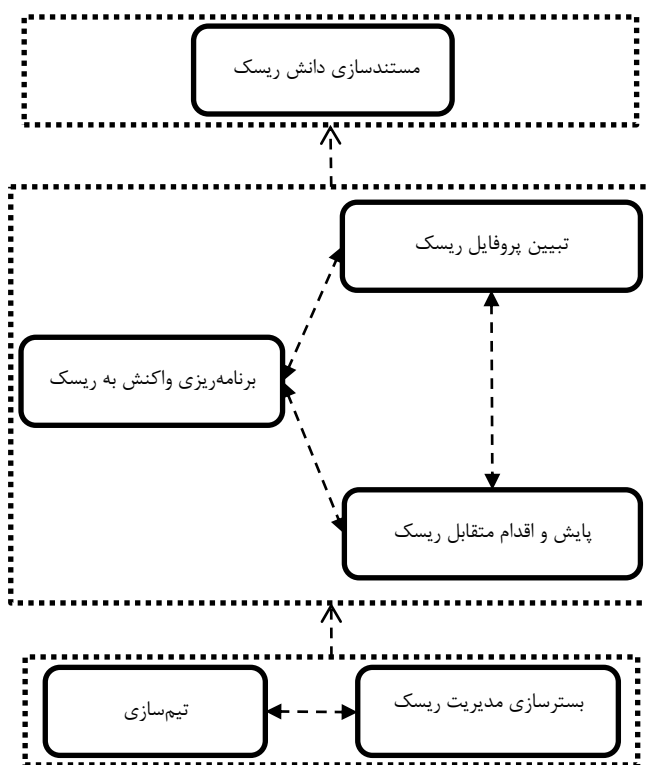 مستندسازی دانش ریسک
تبیین پروفایل ریسک
برنامه‌ریزی واکنش به ریسک
پایش و اقدام متقابل ریسک
بسترسازی مدیریت ریسک
تیم‌سازی